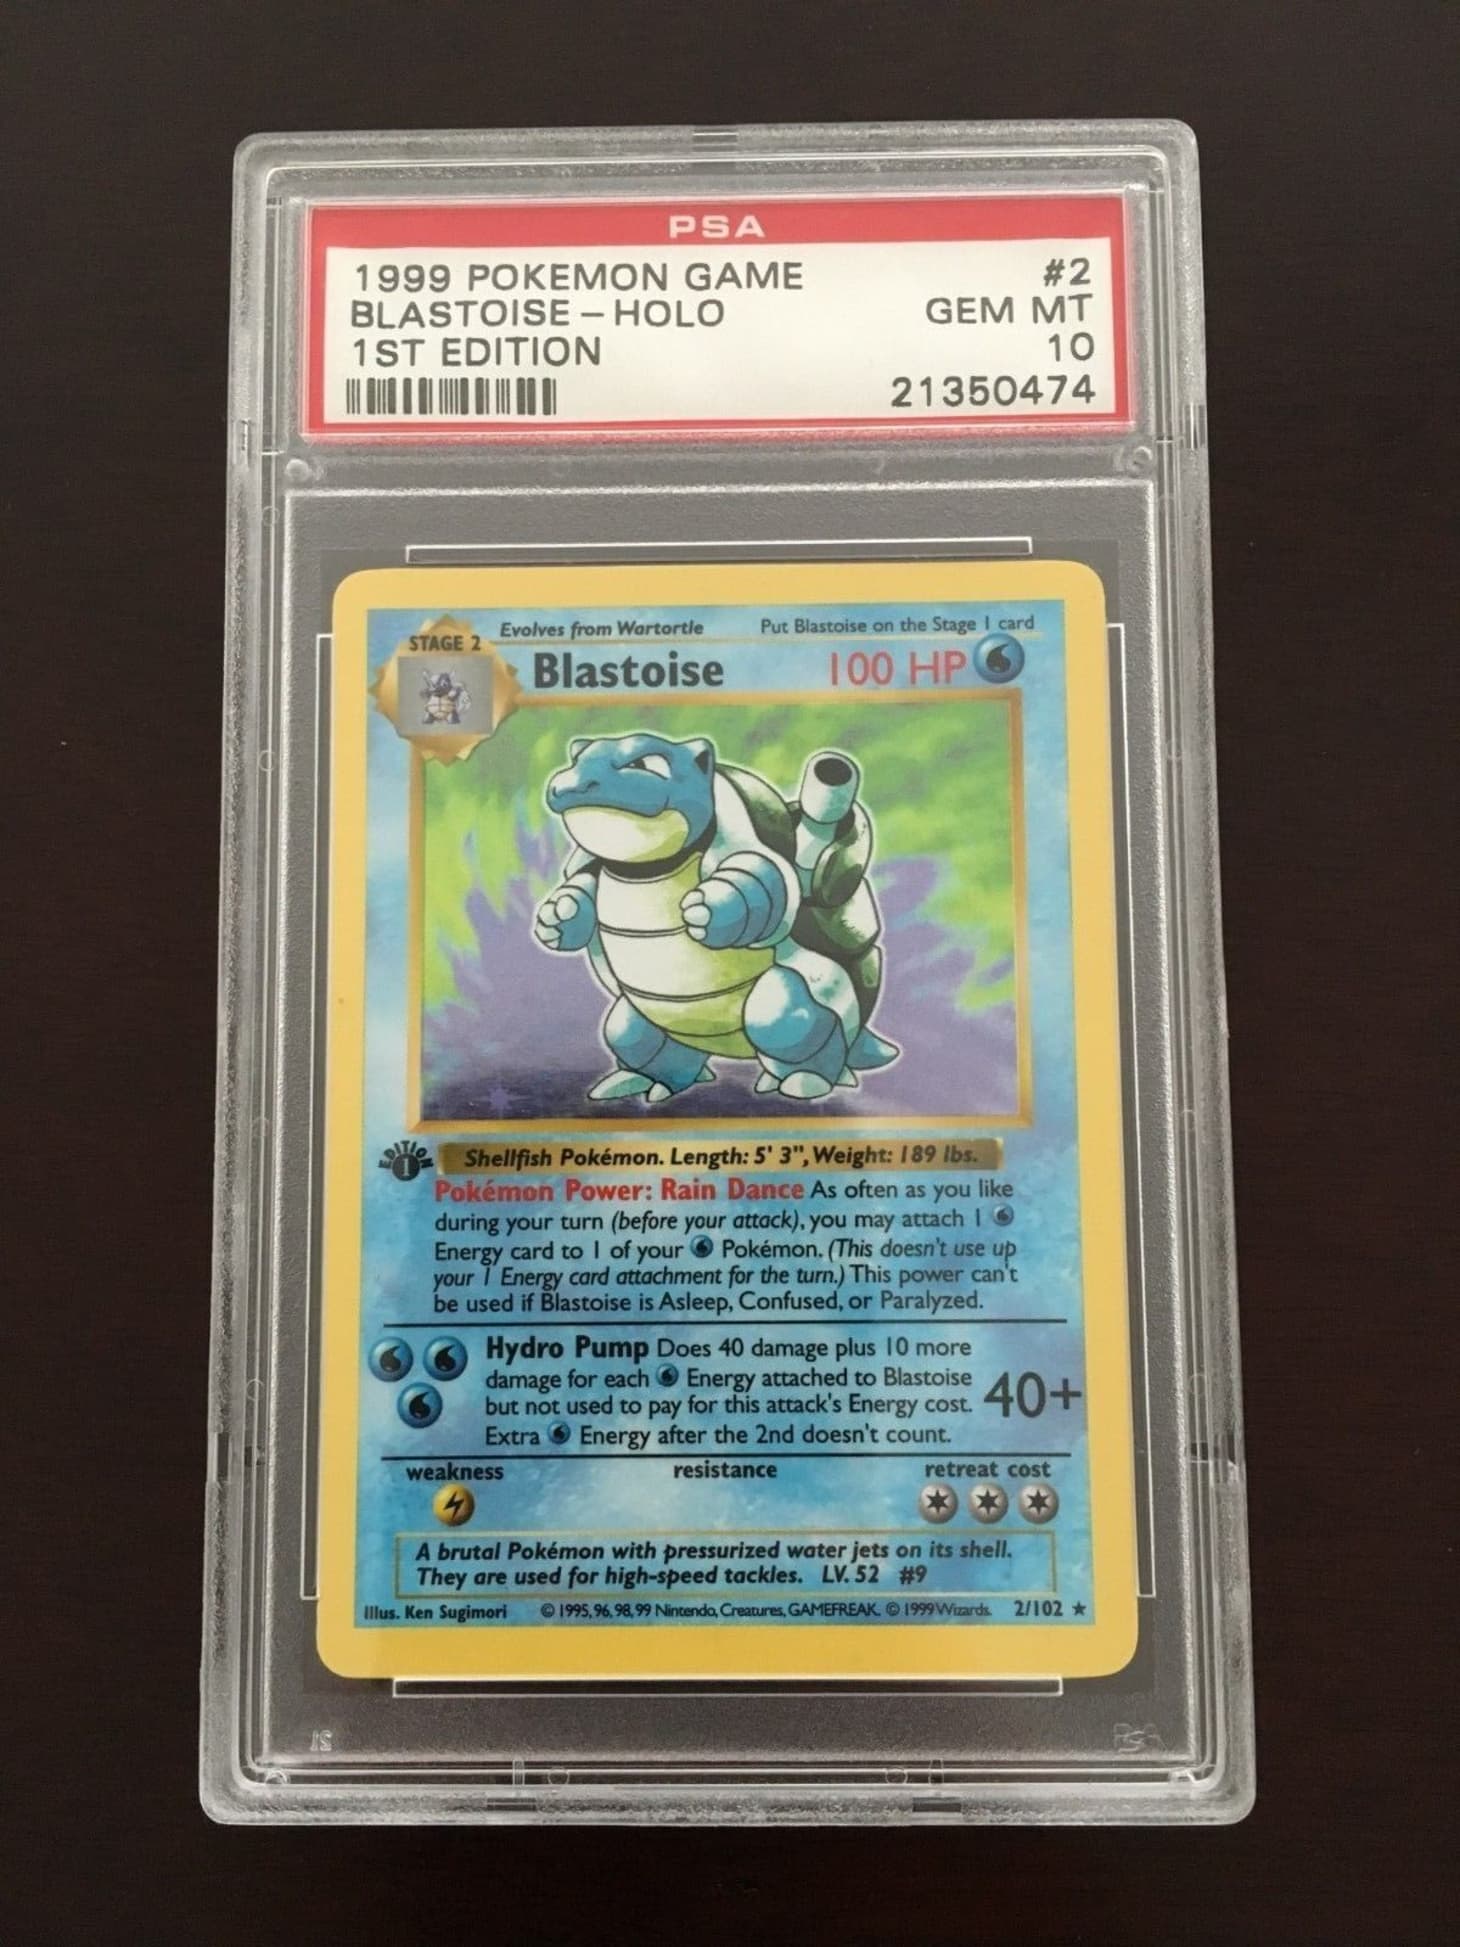 PSA
1999 POKEMON GAME #2
BLASTOISE – HOLO GEM MT
1ST EDITION 10
21350474
STAGE 2
Evolves from Wartortle Put Blastoise on the Stage 1 card
Blastoise 100 HP
EDITION
1
Shellfish Pokémon. Length: 5' 3", Weight: 189 lbs.
Pokémon Power: Rain Dance As often as you like
during your turn (before your attack), you may attach 1
Energy card to 1 of your Pokémon. (This doesn't use up
your 1 Energy card attachment for the turn.) This power can't
be used if Blastoise is Asleep, Confused, or Paralyzed.
Hydro Pump Does 40 damage plus 10 more
damage for each Energy attached to Blastoise
but not used to pay for this attack's Energy cost. 40+
Extra Energy after the 2nd doesn't count.
weakness resistance retreat cost
A brutal Pokémon with pressurized water jets on its shell.
They are used for high-speed tackles. LV. 52 #9
Illus. Ken Sugimori © 1995, 96, 98, 99 Nintendo, Creatures, GAMEFREAK. © 1999 Wizards. 2/102 ★